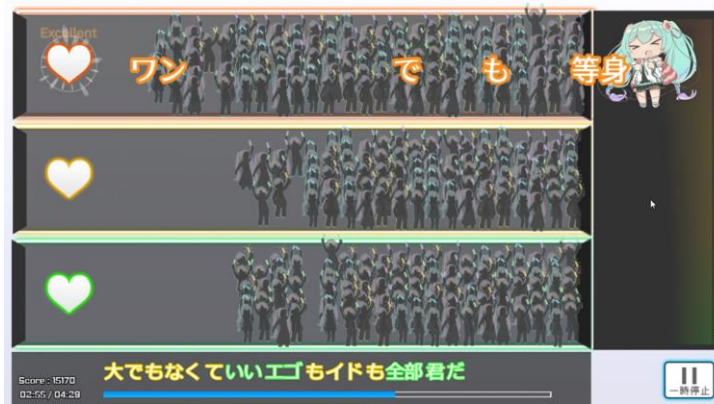 Excellent
ワン でも 等身
大でもなくていいエゴもイドも全部君だ
Score : 15170
02:55 / 04:29
一時停止